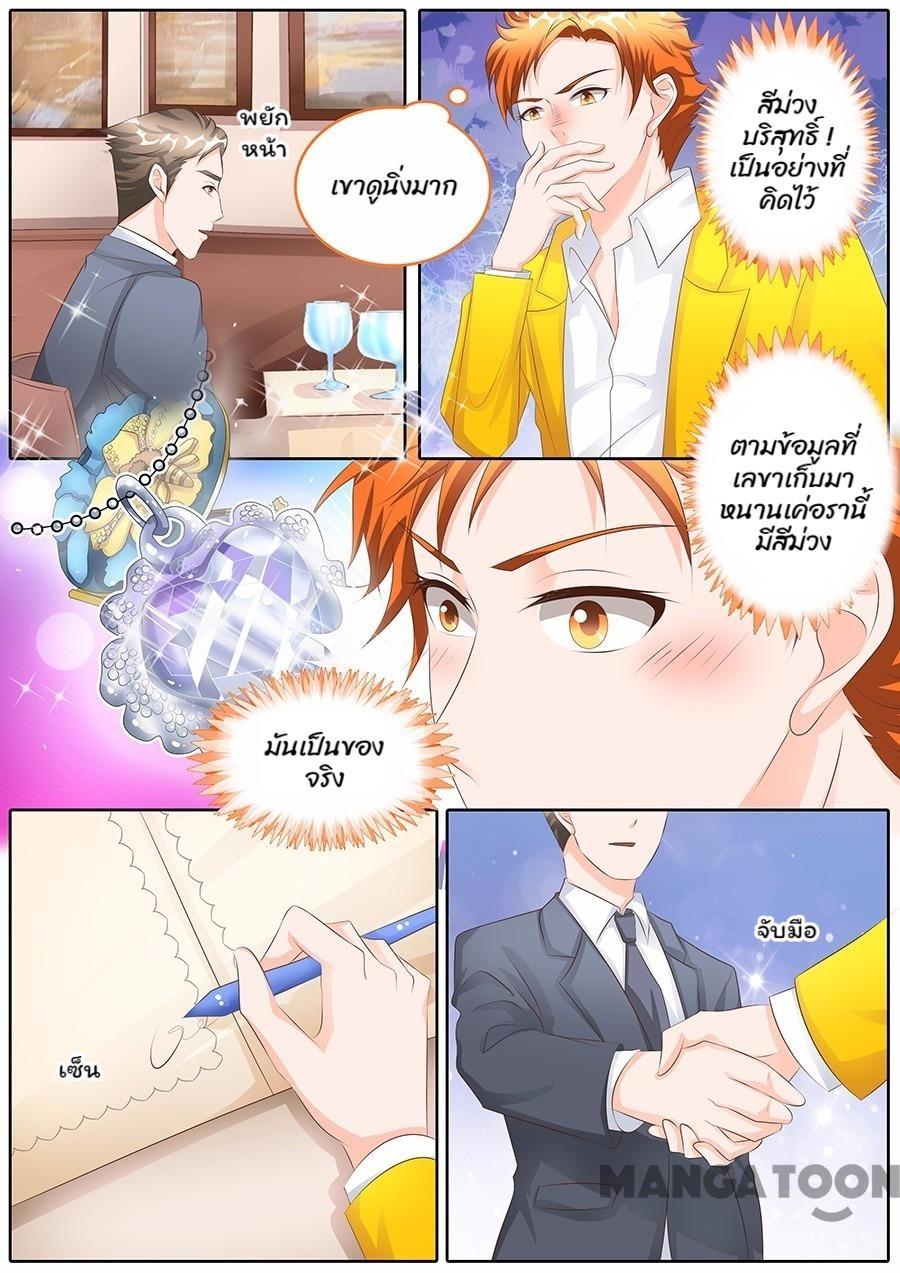 พยัก
หน้า
เขาดูนิ่งมาก
สีม่วง
บริสุทธิ์ !
เป็นอย่างที่
คิดไว้
ตามข้อมูลที่
เลขาเก็บมา
หนานเค่อรานี้
มีสีม่วง
มันเป็นของ
จริง
เซ็น
จับมือ
MANGATOON